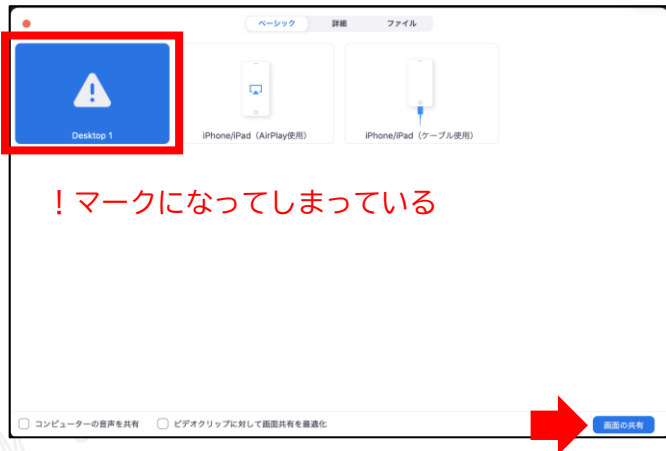 ベーシック 詳細 ファイル
Desktop 1 iPhone/iPad（AirPlay使用） iPhone/iPad（ケーブル使用）
！マークになってしまっている
コンピューターの音声を共有 ビデオクリップに対して画面共有を最適化 画面の共有